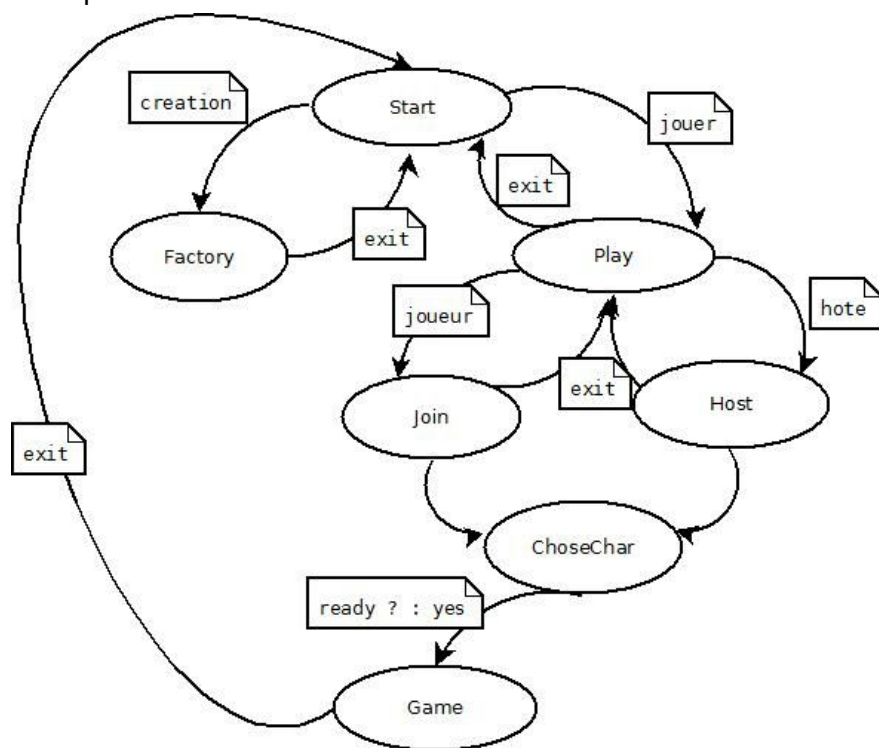 Start
creation
jouer
exit
Factory
exit
Play
joueur
hote
exit
Join
Host
exit
ChoseChar
ready ? : yes
Game